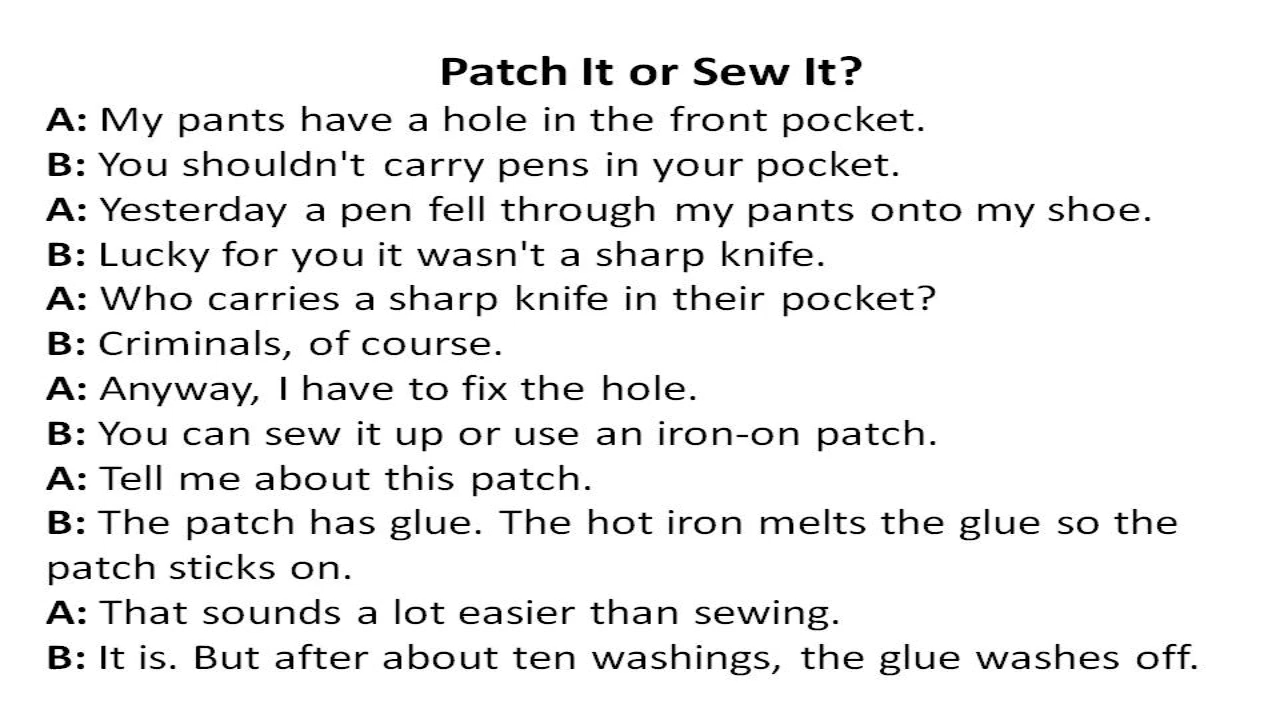 Patch It or Sew It?
A: My pants have a hole in the front pocket.
B: You shouldn't carry pens in your pocket.
A: Yesterday a pen fell through my pants onto my shoe.
B: Lucky for you it wasn't a sharp knife.
A: Who carries a sharp knife in their pocket?
B: Criminals, of course.
A: Anyway, I have to fix the hole.
B: You can sew it up or use an iron-on patch.
A: Tell me about this patch.
B: The patch has glue. The hot iron melts the glue so the
patch sticks on.
A: That sounds a lot easier than sewing.
B: It is. But after about ten washings, the glue washes off.